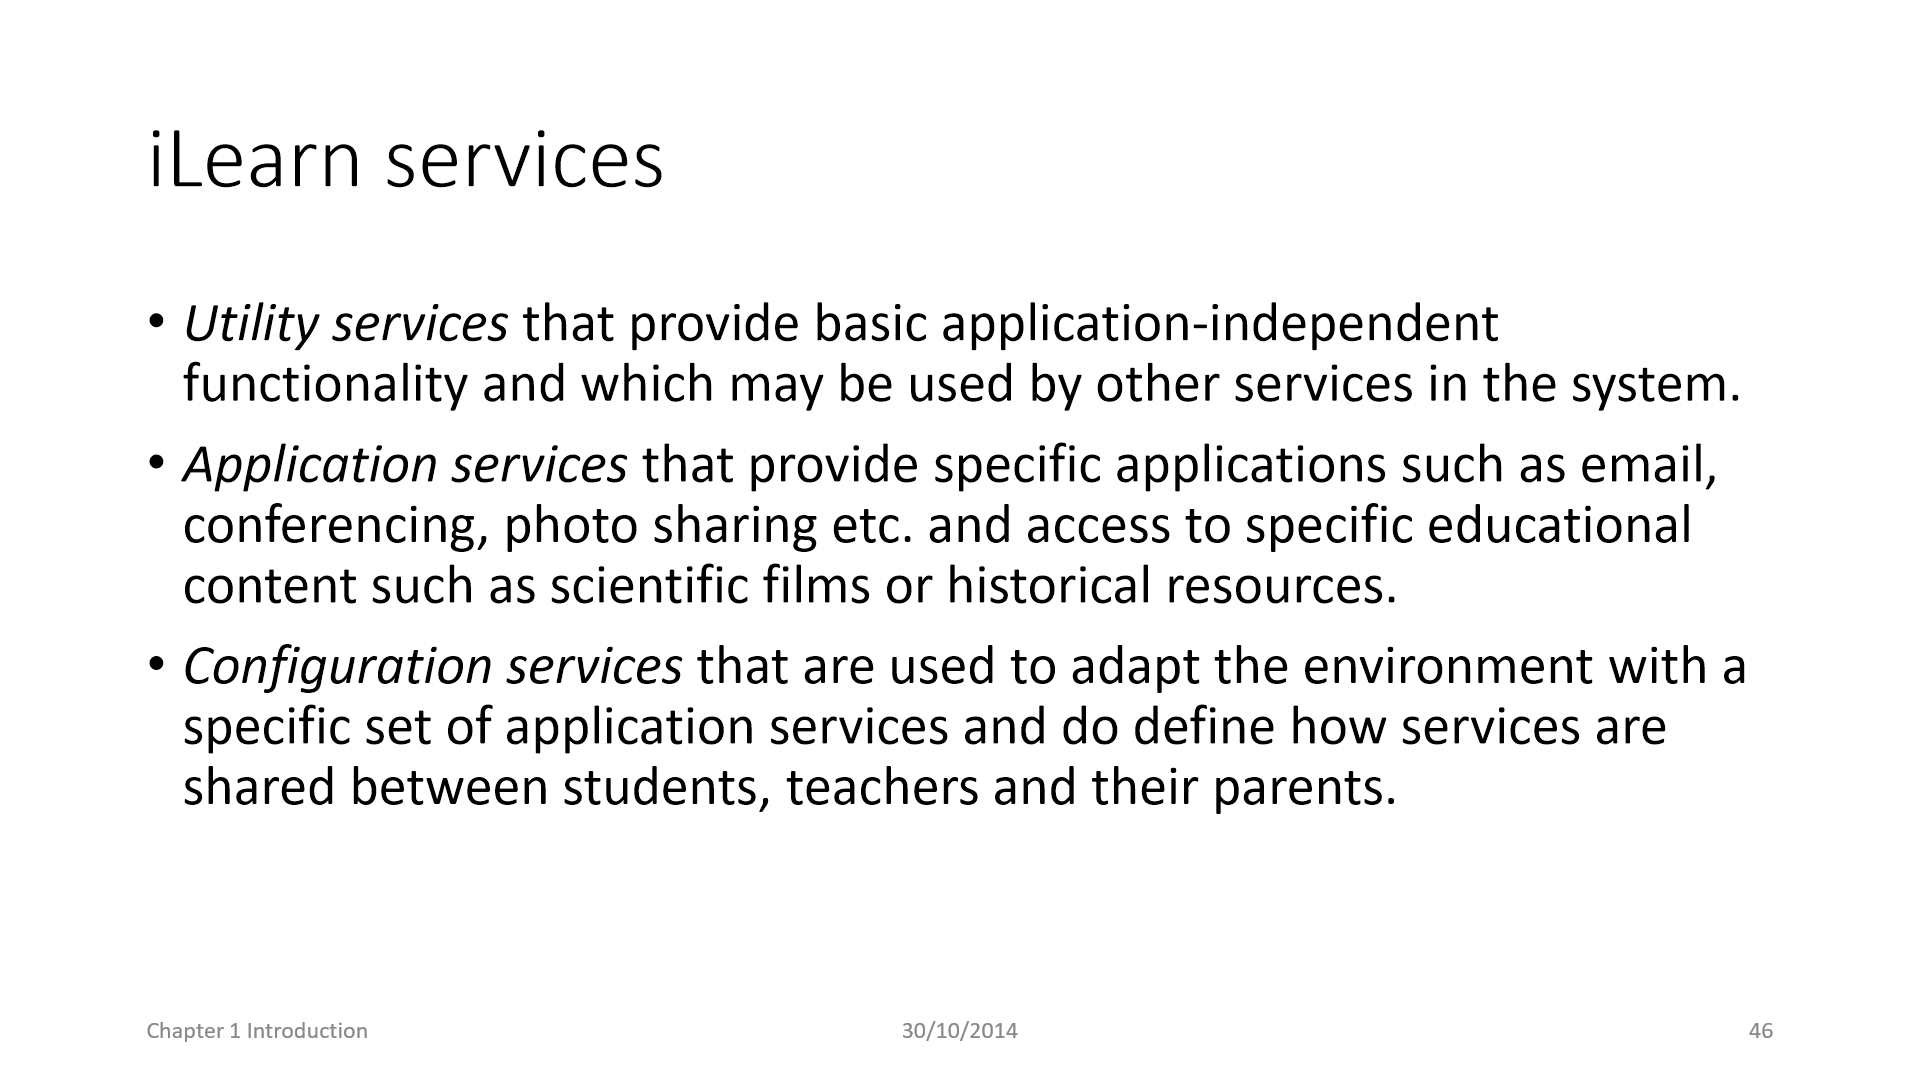 iLearn services
• Utility services that provide basic application-independent
functionality and which may be used by other services in the system.
• Application services that provide specific applications such as email,
conferencing, photo sharing etc. and access to specific educational
content such as scientific films or historical resources.
• Configuration services that are used to adapt the environment with a
specific set of application services and do define how services are
shared between students, teachers and their parents.
Chapter 1 Introduction
30/10/2014
46